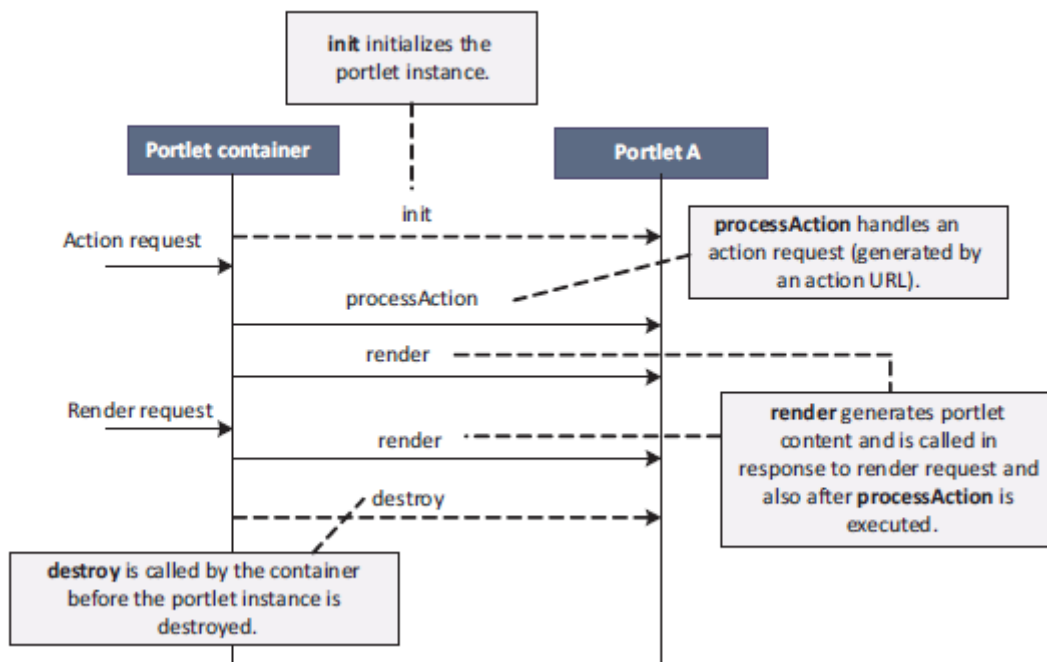 init initializes the
portlet instance.
Portlet container
Portlet A
init
Action request
processAction handles an
action request (generated by
an action URL).
processAction
render
Render request
render generates portlet
content and is called in
response to render request and
also after processAction is
executed.
render
destroy
destroy is called by the container
before the portlet instance is
destroyed.